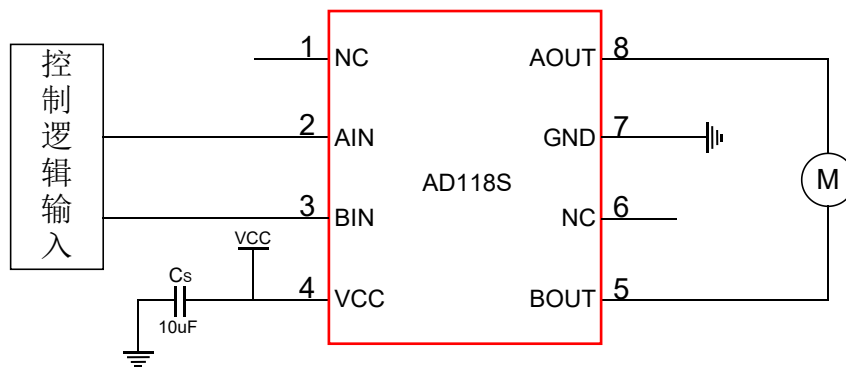 控制逻辑输入
1
NC
2
AIN
3
BIN
VCC
4
VCC
Cs
10uF
AD118S
AOUT
8
GND
7
NC
6
BOUT
5
M